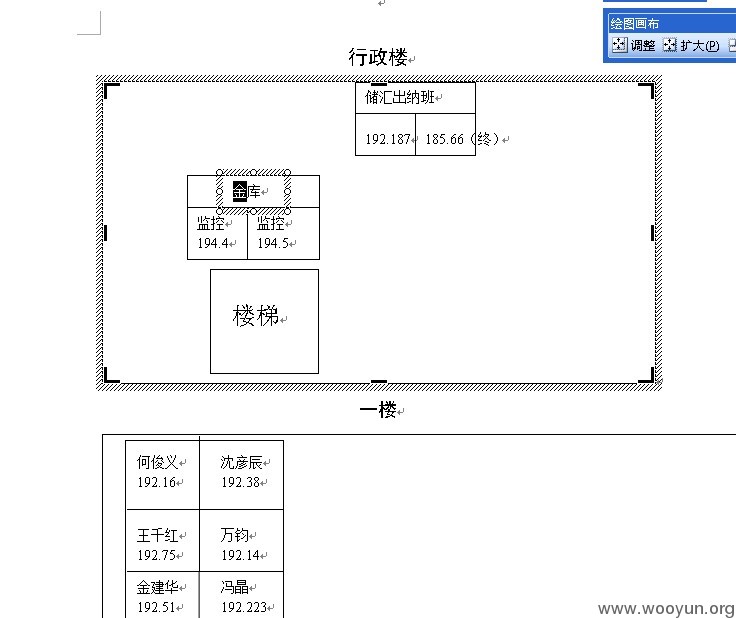 绘图画布
调整 扩大(P)
行政楼
储汇出纳班
192.187 185.66（终）
金库
监控 监控
194.4 194.5
楼梯
一楼
何俊义 沈彦辰
192.16 192.38
王千红 万钧
192.75 192.14
金建华 冯晶
192.51 192.223
www.wooyun.org